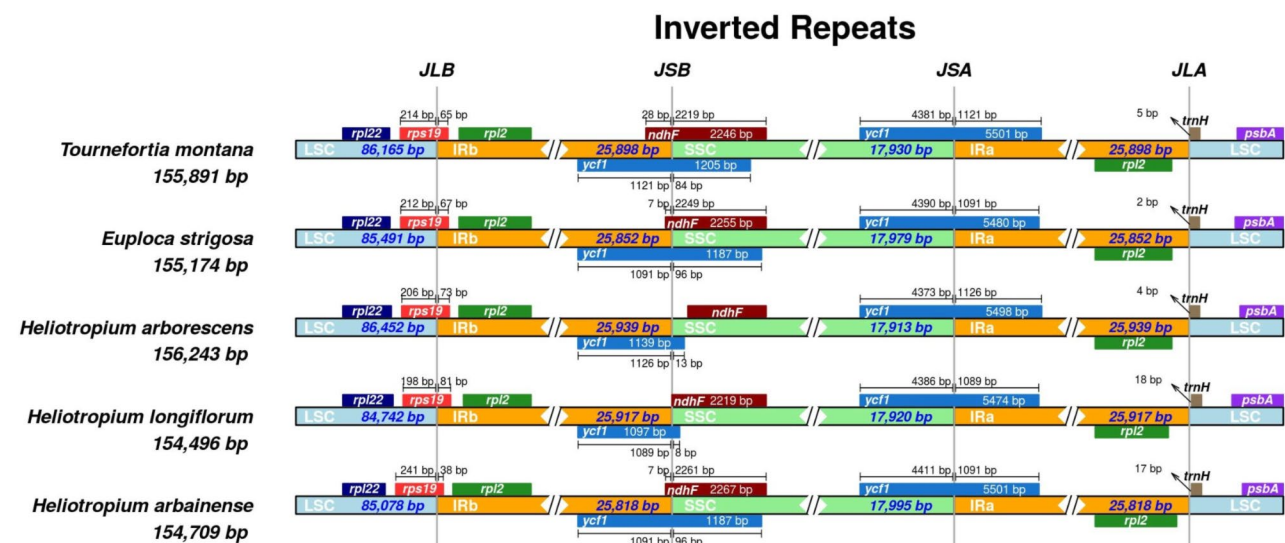 Inverted Repeats
JLB JSB JSA JLA
214 bp 65 bp 28 bp 2219 bp 4381 bp 1121 bp 5 bp
rpl22 rps19 rpl2 ndhF 2246 bp ycf1 5501 bp trnH psbA
Tournefortia montana LSC 86,165 bp IRb 25,898 bp SSC 17,930 bp IRa 25,898 bp LSC
155,891 bp ycf1 1205 bp rpl2
1121 bp 84 bp
212 bp 67 bp 7 bp 2249 bp 4390 bp 1091 bp 2 bp
rpl22 rps19 rpl2 ndhF 2255 bp ycf1 5480 bp trnH psbA
Euploca strigosa LSC 85,491 bp IRb 25,852 bp SSC 17,979 bp IRa 25,852 bp LSC
155,174 bp ycf1 1187 bp rpl2
1091 bp 96 bp
206 bp 73 bp 4373 bp 1126 bp 4 bp
rpl22 rps19 rpl2 ndhF ycf1 5498 bp trnH psbA
Heliotropium arborescens LSC 86,452 bp IRb 25,939 bp SSC 17,913 bp IRa 25,939 bp LSC
156,243 bp ycf1 1139 bp rpl2
1126 bp 13 bp
198 bp 81 bp 4386 bp 1089 bp 18 bp
rpl22 rps19 rpl2 ndhF 2219 bp ycf1 5474 bp trnH psbA
Heliotropium longiflorum LSC 84,742 bp IRb 25,917 bp SSC 17,920 bp IRa 25,917 bp LSC
154,496 bp ycf1 1097 bp rpl2
1089 bp 8 bp
241 bp 38 bp 7 bp 2261 bp 4411 bp 1091 bp 17 bp
rpl22 rps19 rpl2 ndhF 2267 bp ycf1 5501 bp trnH psbA
Heliotropium arbainense LSC 85,078 bp IRb 25,818 bp SSC 17,995 bp IRa 25,818 bp LSC
154,709 bp ycf1 1187 bp rpl2
1091 bp 96 bp